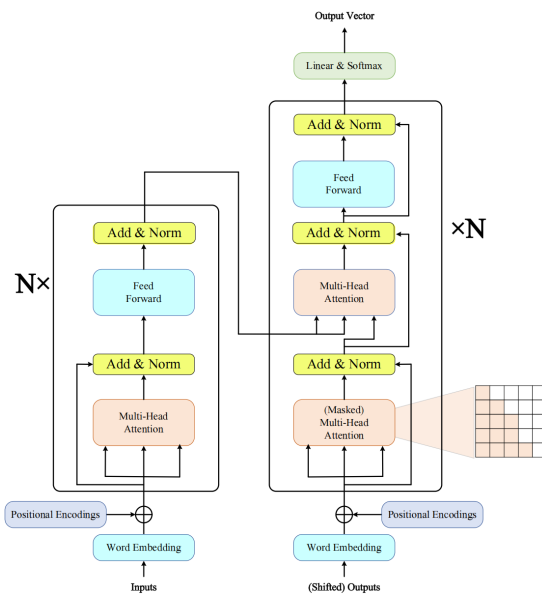 Output Vector
Linear & Softmax
Add & Norm
Feed
Forward
Add & Norm
Multi-Head
Attention
Add & Norm
(Masked)
Multi-Head
Attention
×N
Positional Encodings
Word Embedding
(Shifted) Outputs
N×
Add & Norm
Feed
Forward
Add & Norm
Multi-Head
Attention
Positional Encodings
Word Embedding
Inputs